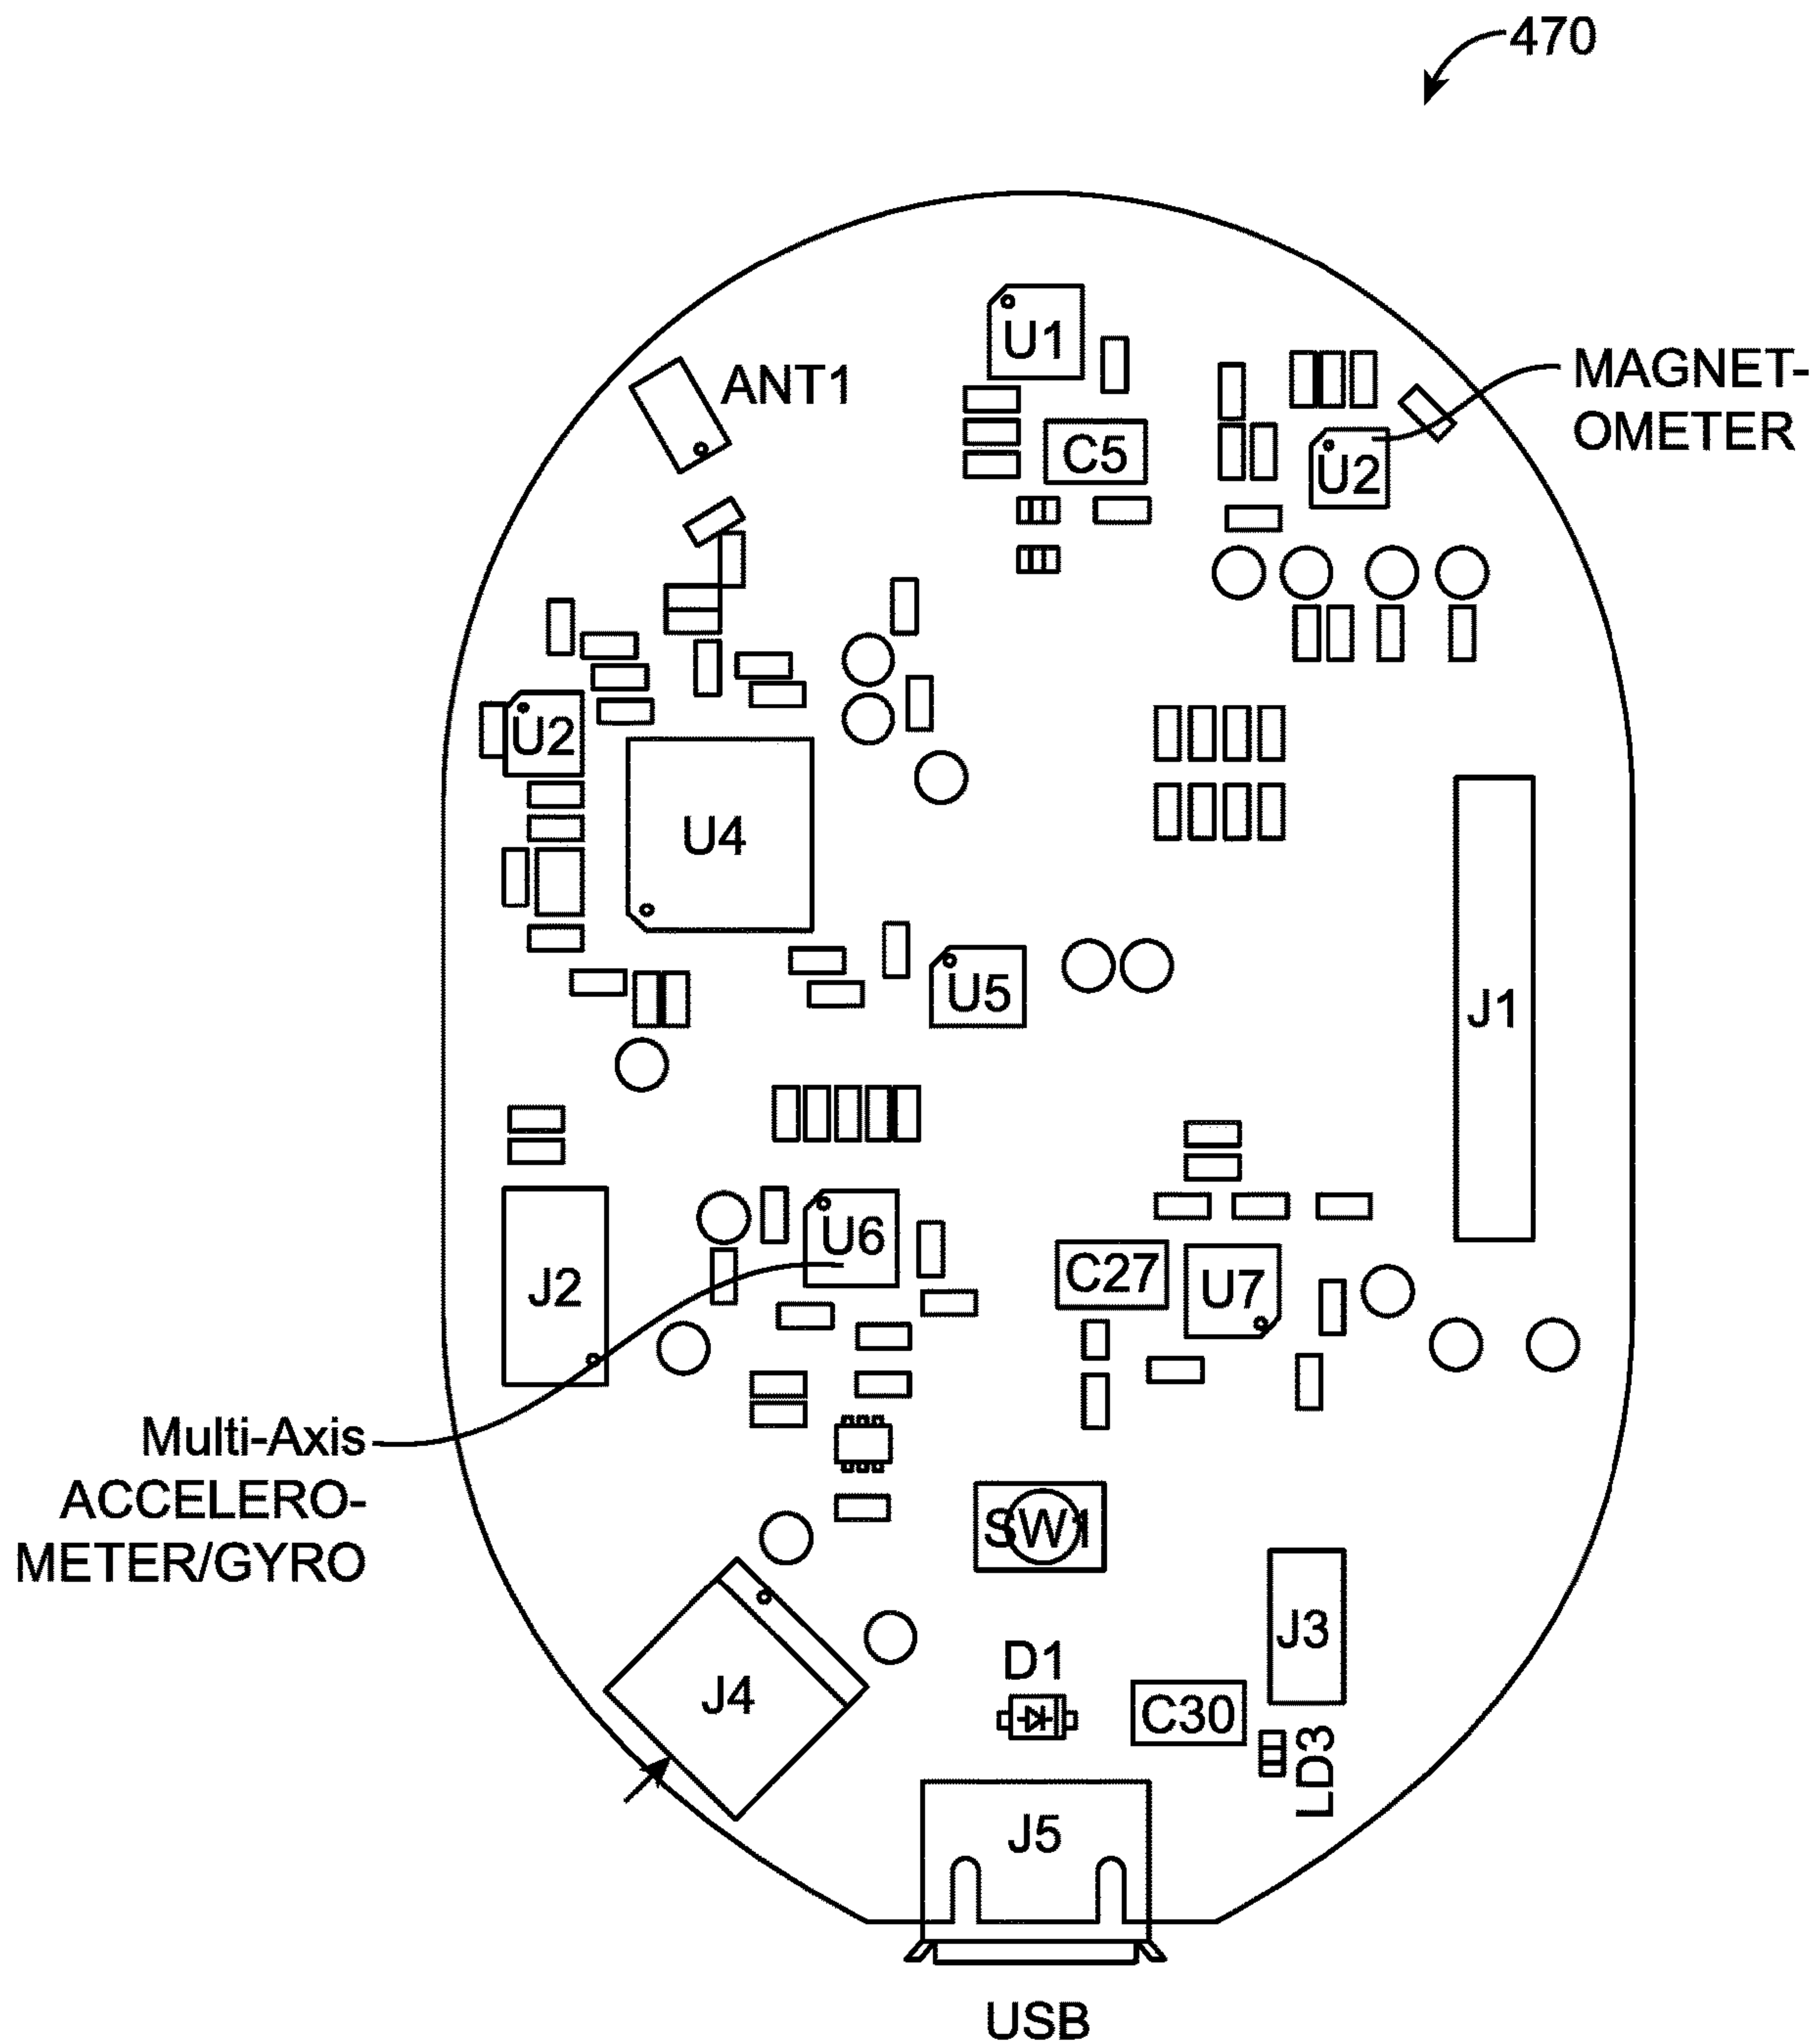 470
U1
ANT1
MAGNET-
OMETER
C5
U2
U2
U4
U5
J1
U6
J2
C27
U7
Multi-Axis
ACCELERO-
METER/GYRO
SW1
J3
D1
J4
C30
LD3
J5
USB